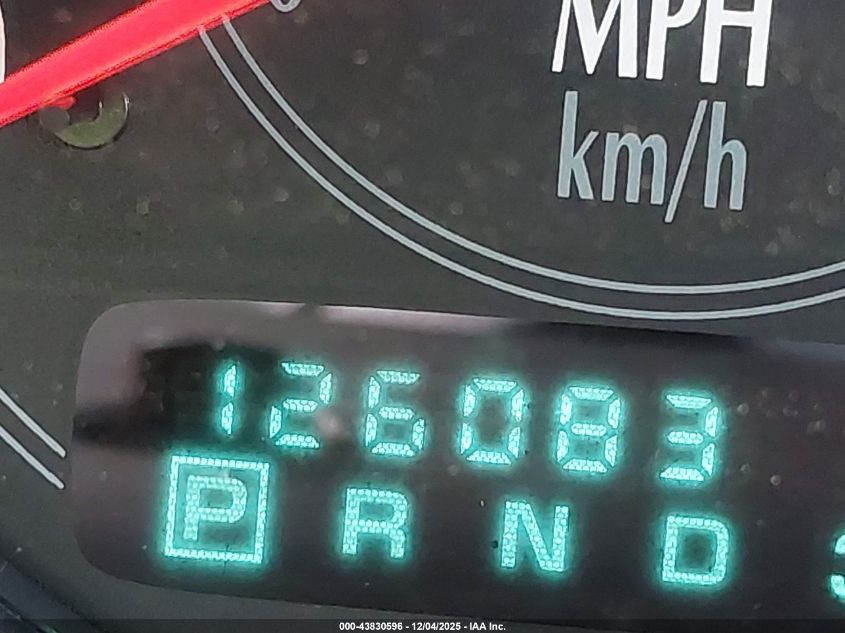 MPH
km/h
126083
P R N D
000-43830596 - 12/04/2025 - IAA Inc.